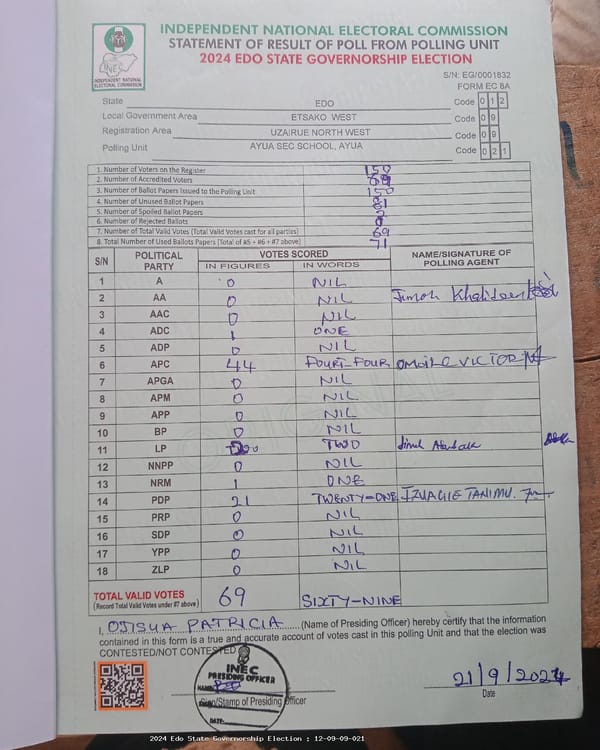 INDEPENDENT NATIONAL ELECTORAL COMMISSION
STATEMENT OF RESULT OF POLL FROM POLLING UNIT
2024 EDO STATE GOVERNORSHIP ELECTION
INEC
INDEPENDENT NATIONAL
ELECTORAL COMMISSION
S/N: EG/0001832
FORM EC 8A
State EDO Code 0 1 2
Local Government Area ETSAKO WEST Code 0 9
Registration Area UZAIRUE NORTH WEST Code 0 9
Polling Unit AYUA SEC SCHOOL, AYUA Code 0 2 1
1. Number of Voters on the Register 150
2. Number of Accredited Voters
3. Number of Ballot Papers Issued to the Polling Unit 150
4. Number of Unused Ballot Papers 81
5. Number of Spoiled Ballot Papers 2
6. Number of Rejected Ballots
7. Number of Total Valid Votes (Total Valid Votes cast for all parties) 69
8. Total Number of Used Ballots Papers (Total of #5 + #6 + #7 above) 71
S/N POLITICAL PARTY VOTES SCORED NAME/SIGNATURE OF POLLING AGENT
IN FIGURES IN WORDS
1 A 0 NIL
2 AA 0 NIL Jimoh
3 AAC 0 NIL
4 ADC 1 ONE
5 ADP 0 NIL
6 APC 44 FOURT-FOUR VICTOR
7 APGA 0 NIL
8 APM 0 NIL
9 APP 0 NIL
10 BP 0 NIL
11 LP TWO
12 NNPP 0 NIL
13 NRM 1 ONE
14 PDP 21 TWENTY-ONE IZUAGIE TANIMU.
15 PRP 0 NIL
16 SDP 0 NIL
17 YPP 0 NIL
18 ZLP 0 NIL
TOTAL VALID VOTES 69 SIXTY-NINE
(Record Total Valid Votes under #7 above)
I, OJISUA PATRICIA (Name of Presiding Officer) hereby certify that the information
contained in this form is a true and accurate account of votes cast in this polling Unit and that the election was
CONTESTED/NOT CONTESTED
INEC
PRESIDING OFFICER
NAME:
Sign/Stamp of Presiding Officer
DATE:
21/9/2024
Date
2024 Edo State Governorship Election : 12-09-09-021